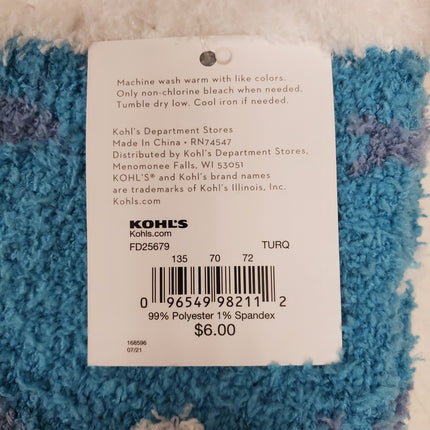 Machine wash warm with like colors.
Only non-chlorine bleach when needed.
Tumble dry low. Cool iron if needed.
Kohl's Department Stores
Made In China • RN74547
Distributed by Kohl's Department Stores,
Menomonee Falls, WI 53051
KOHL'S® and Kohl's brand names
are trademarks of Kohl's Illinois, Inc.
Kohls.com
KOHL'S
Kohls.com
FD25679 TURQ
135 70 72
0 96549 98211 2
99% Polyester 1% Spandex
$6.00
168596
07/21